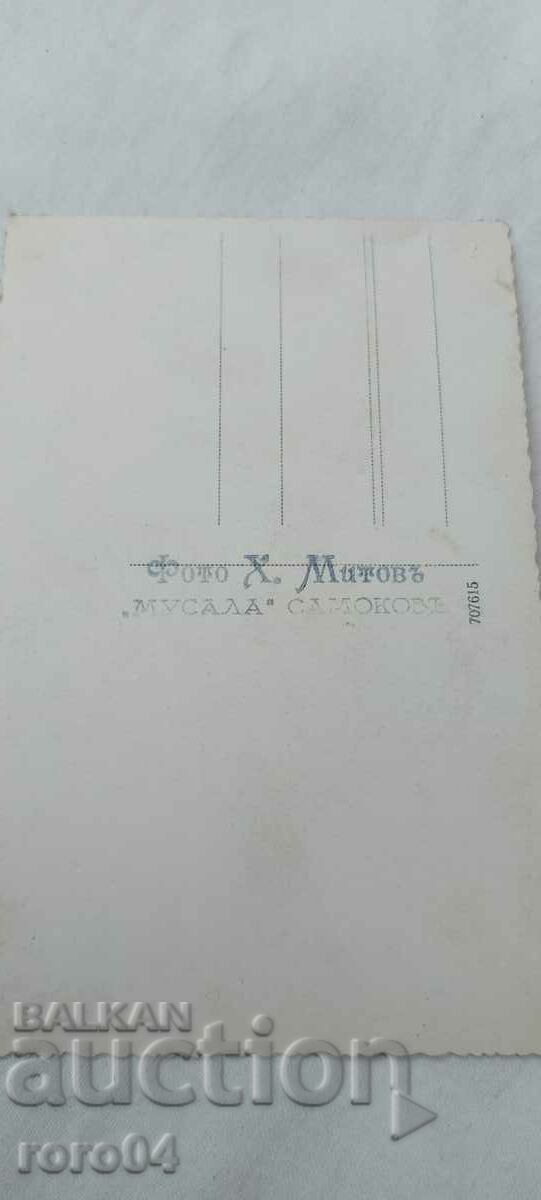 Фото Х. Митовъ
„МУСАЛА“ САМОКОВЪ
707615
BALKAN
auction
roro04